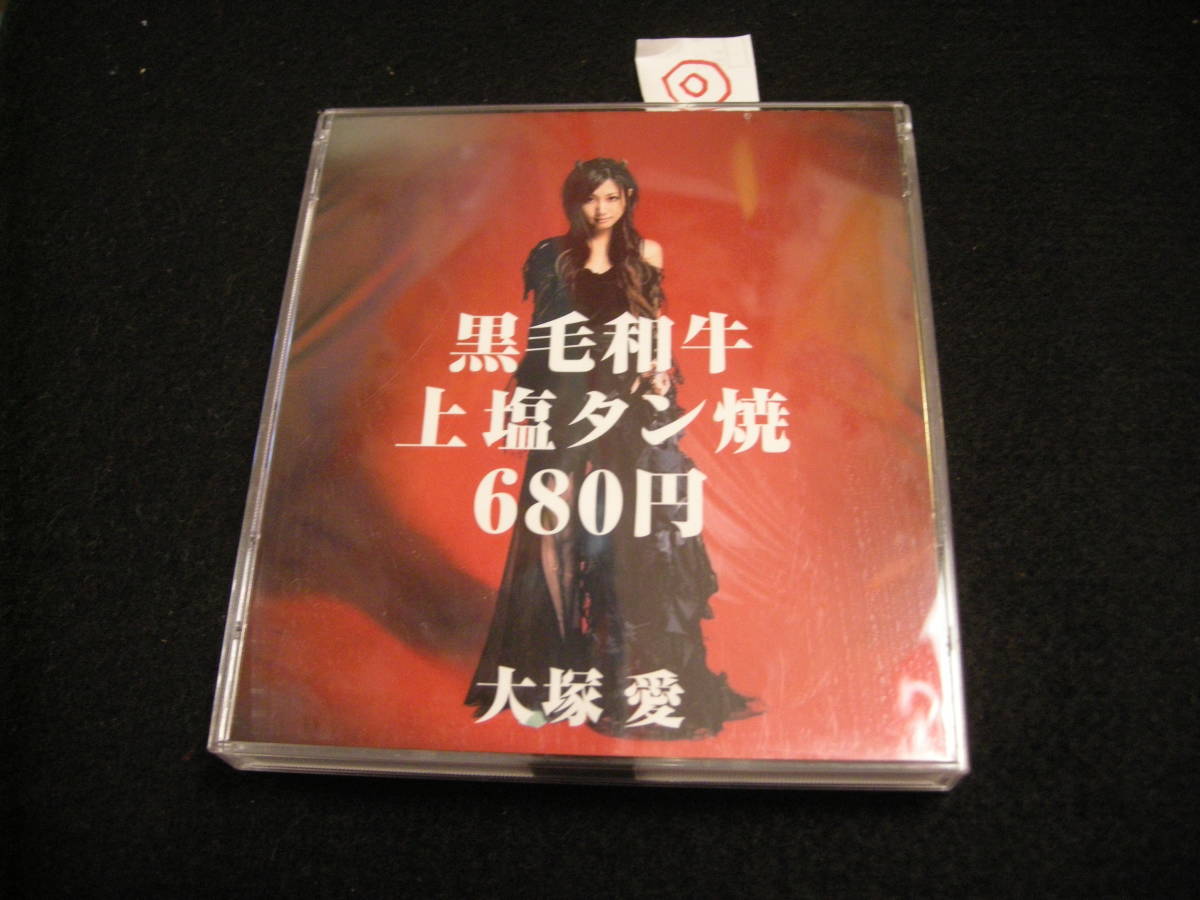 黒毛和牛
上塩タン焼
680円
大塚 愛